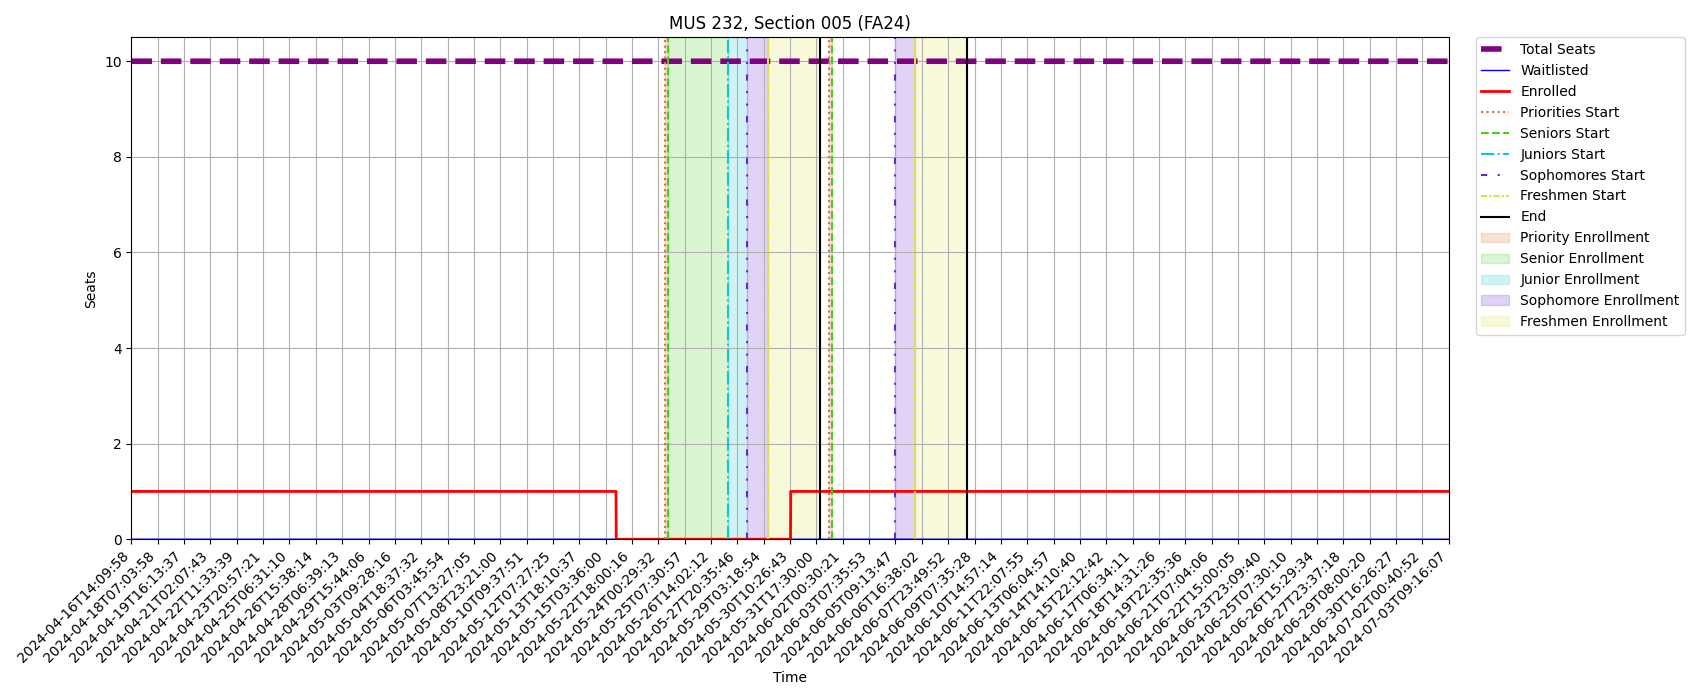 MUS 232, Section 005 (FA24)
10
8
6
4
2
0
Seats
2024-04-16T14:09:58
2024-04-18T07:03:58
2024-04-19T16:13:37
2024-04-21T02:07:43
2024-04-22T11:33:39
2024-04-23T20:57:21
2024-04-25T06:31:10
2024-04-26T15:38:14
2024-04-28T06:39:13
2024-04-29T15:44:06
2024-05-03T09:28:16
2024-05-04T18:37:32
2024-05-06T03:45:54
2024-05-07T13:27:05
2024-05-08T23:21:00
2024-05-10T09:37:51
2024-05-12T07:27:25
2024-05-13T18:10:37
2024-05-15T03:36:00
2024-05-22T18:00:16
2024-05-24T00:29:32
2024-05-25T07:30:57
2024-05-26T14:02:12
2024-05-27T20:35:46
2024-05-29T03:18:54
2024-05-30T10:26:43
2024-05-31T17:30:00
2024-06-02T00:30:21
2024-06-03T07:35:53
2024-06-05T09:13:47
2024-06-06T16:38:02
2024-06-07T23:49:52
2024-06-09T07:35:28
2024-06-10T14:57:14
2024-06-11T22:07:55
2024-06-13T06:04:57
2024-06-14T14:10:40
2024-06-15T22:12:42
2024-06-17T06:34:11
2024-06-18T14:31:26
2024-06-19T22:35:36
2024-06-21T07:04:06
2024-06-22T15:00:05
2024-06-23T23:09:40
2024-06-25T07:30:10
2024-06-26T15:29:34
2024-06-27T23:37:18
2024-06-29T08:00:20
2024-06-30T16:26:27
2024-07-02T00:40:52
2024-07-03T09:16:07
Time
Total Seats
Waitlisted
Enrolled
Priorities Start
Seniors Start
Juniors Start
Sophomores Start
Freshmen Start
End
Priority Enrollment
Senior Enrollment
Junior Enrollment
Sophomore Enrollment
Freshmen Enrollment